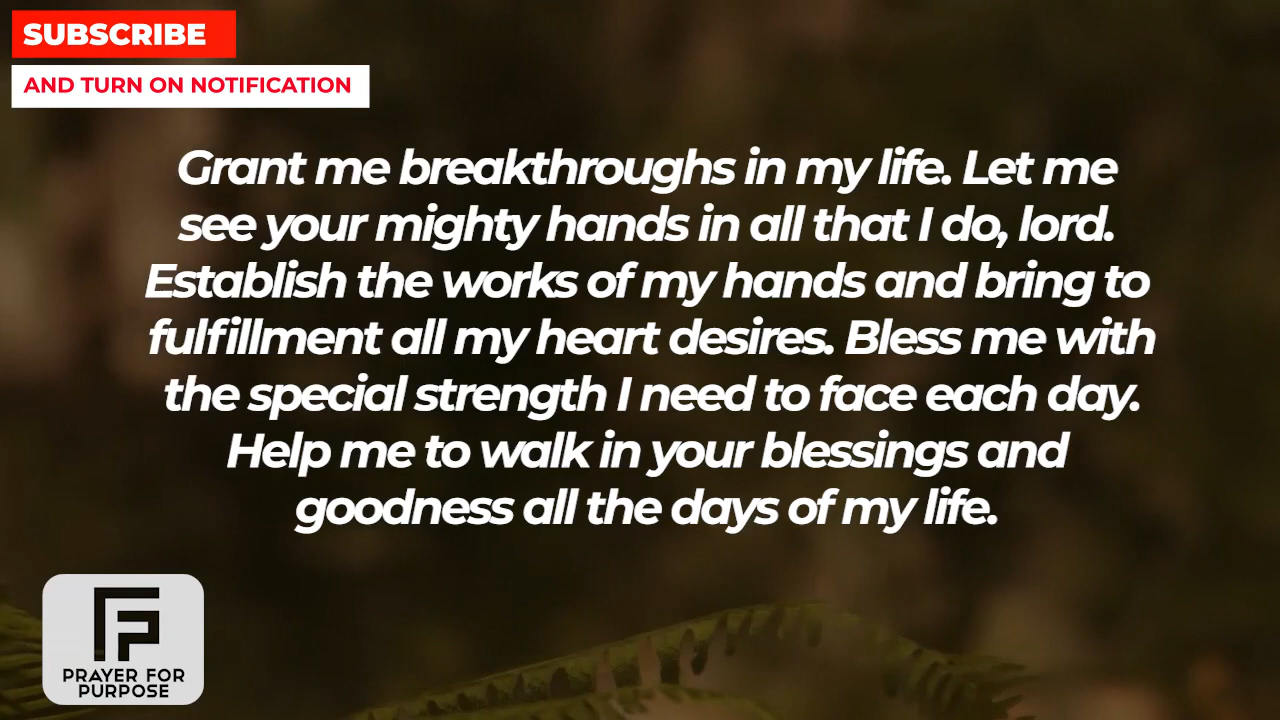 SUBSCRIBE
AND TURN ON NOTIFICATION
Grant me breakthroughs in my life. Let me
see your mighty hands in all that I do, lord.
Establish the works of my hands and bring to
fulfillment all my heart desires. Bless me with
the special strength I need to face each day.
Help me to walk in your blessings and
goodness all the days of my life.
PRAYER FOR
PURPOSE